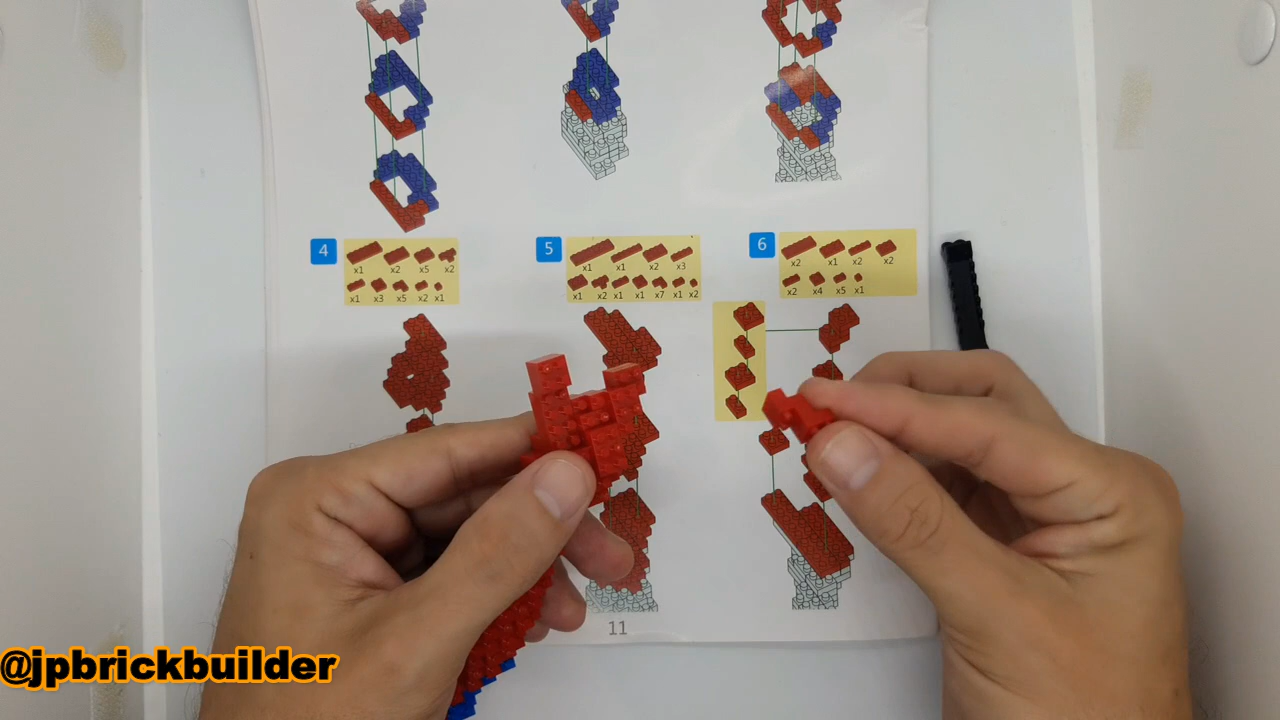 4
x1 x2 x5 x2
x1 x3 x5 x2 x1
5
x1 x1 x2 x3
x1 x2 x1 x1 x7 x1 x2
6
x2 x1 x2 x2
x2 x4 x5 x1
11
@jpbrickbuilder